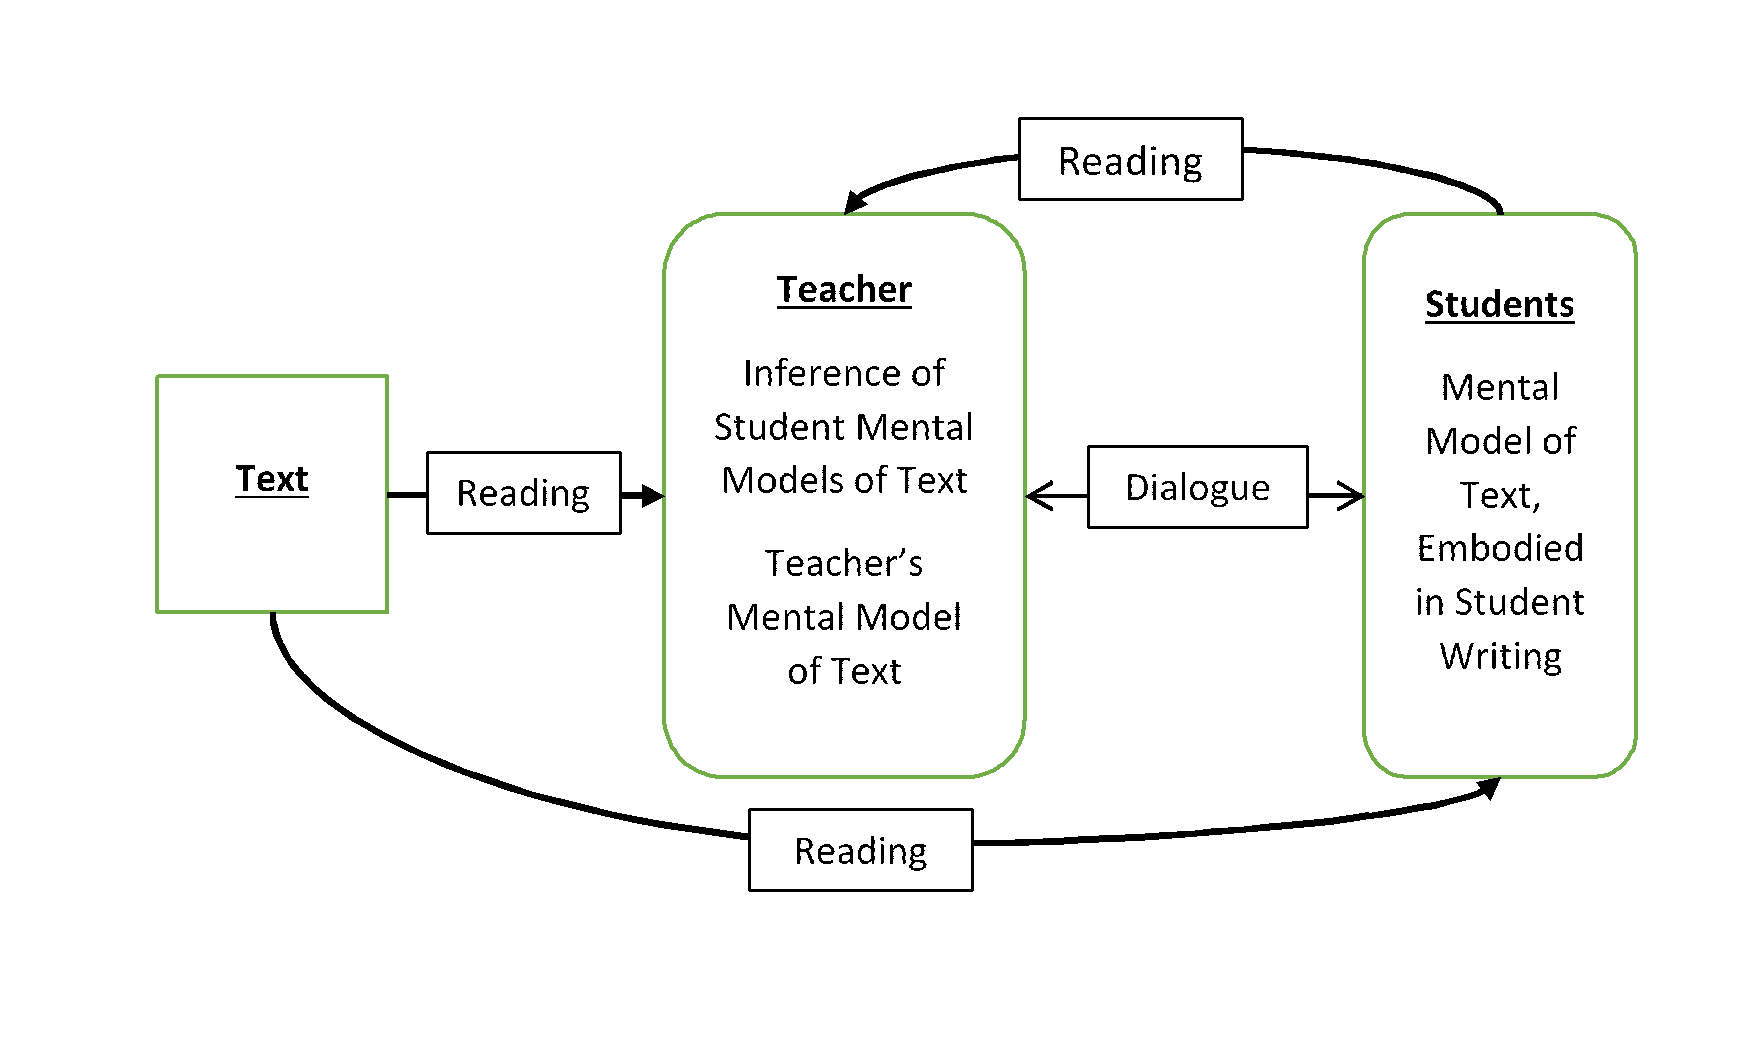 Reading
Teacher
Inference of
Student Mental
Models of Text
Teacher’s
Mental Model
of Text
Students
Mental
Model of
Text,
Embodied
in Student
Writing
Text
Reading
Dialogue
Reading